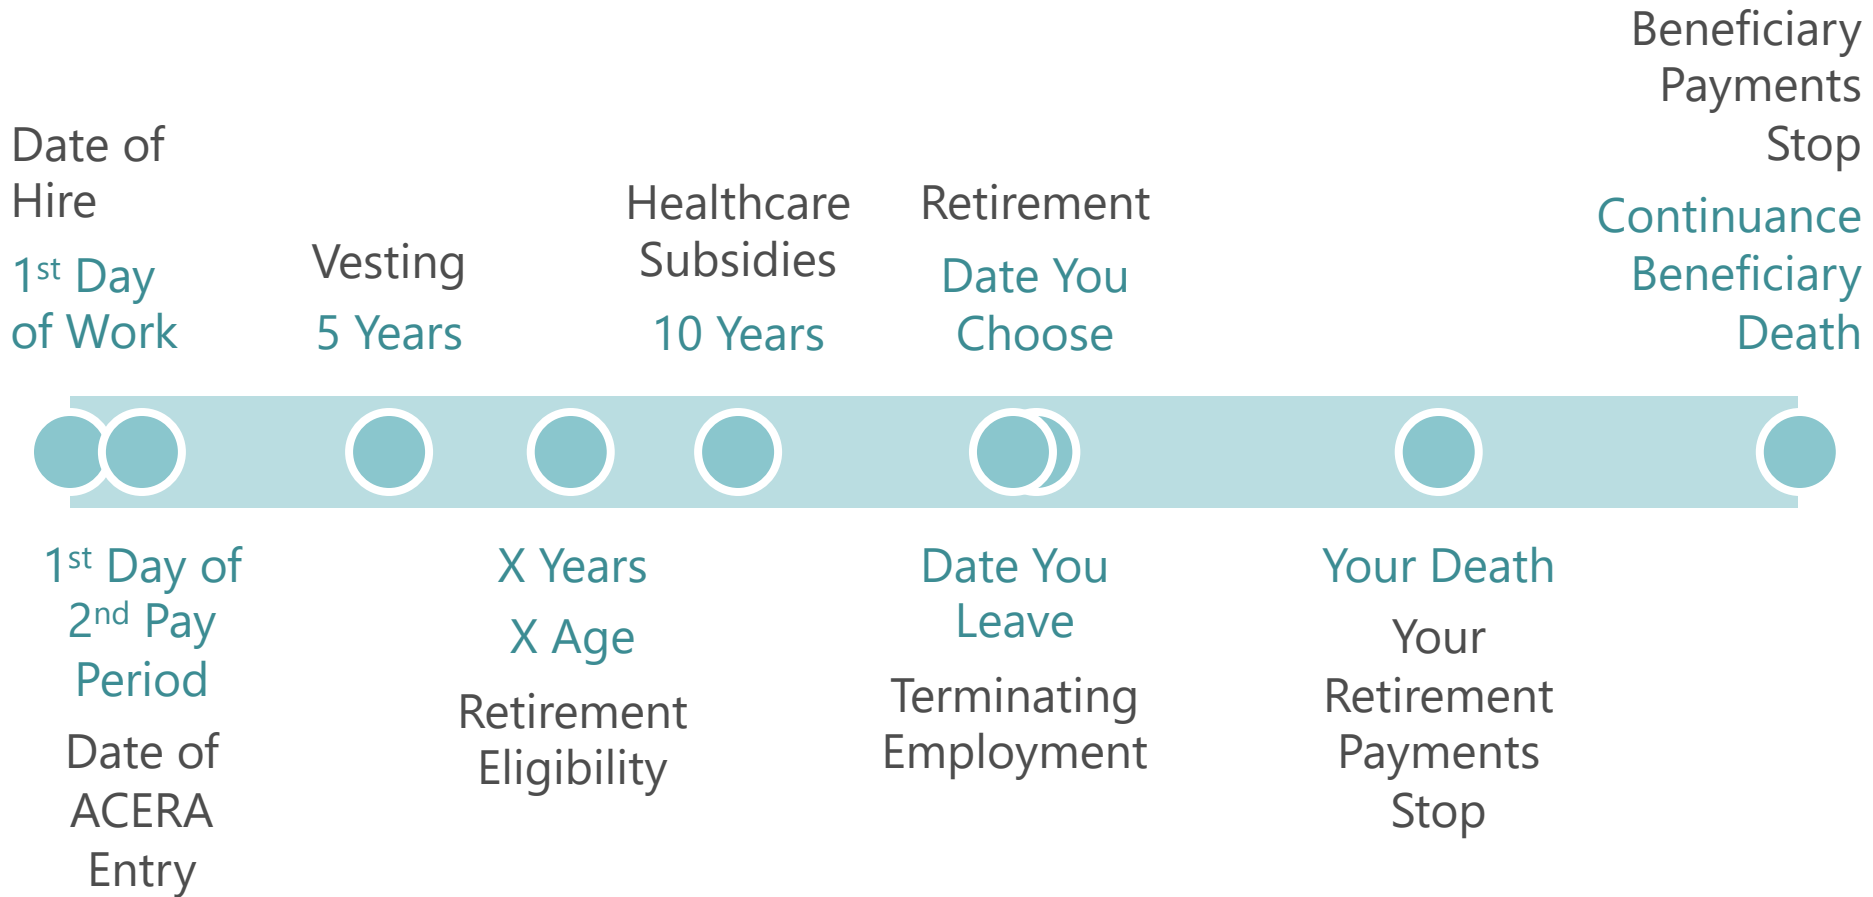 Date of
Hire
1st Day
of Work
1st Day of
2nd Pay
Period
Date of
ACERA
Entry
Vesting
5 Years
X Years
X Age
Retirement
Eligibility
Healthcare
Subsidies
10 Years
Retirement
Date You
Choose
Date You
Leave
Terminating
Employment
Your Death
Your
Retirement
Payments
Stop
Beneficiary
Payments
Stop
Continuance
Beneficiary
Death